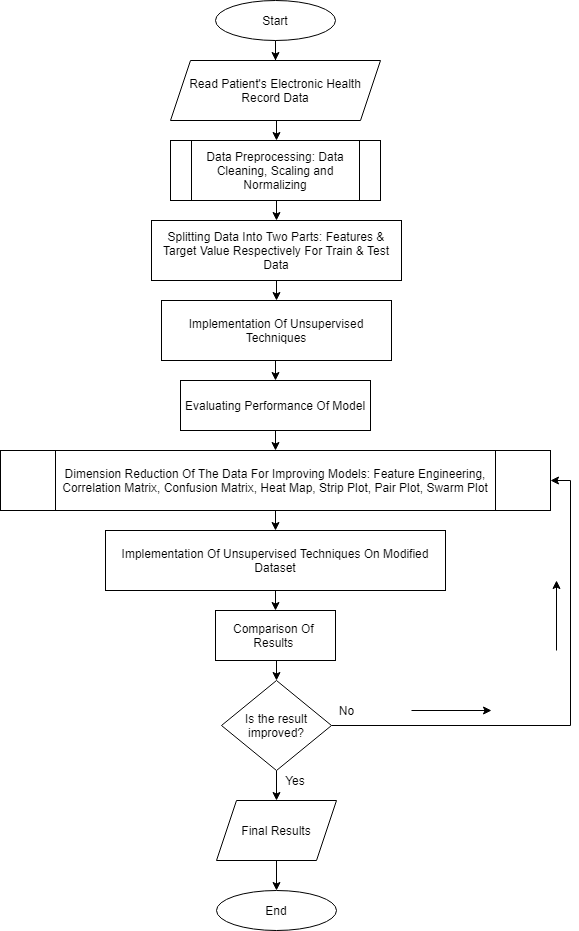 Start
Read Patient's Electronic Health
Record Data
Data Preprocessing: Data
Cleaning, Scaling and
Normalizing
Splitting Data Into Two Parts: Features &
Target Value Respectively For Train & Test
Data
Implementation Of Unsupervised
Techniques
Evaluating Performance Of Model
Dimension Reduction Of The Data For Improving Models: Feature Engineering,
Correlation Matrix, Confusion Matrix, Heat Map, Strip Plot, Pair Plot, Swarm Plot
Implementation Of Unsupervised Techniques On Modified
Dataset
Comparison Of
Results
Is the result
improved?
No
Yes
Final Results
End